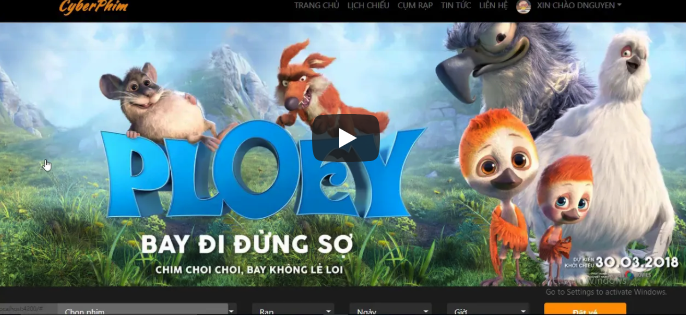 CyberPhim
TRANG CHỦ LỊCH CHIẾU CỤM RẠP TIN TỨC LIÊN HỆ XIN CHÀO DNGUYEN
PLOEY
BAY ĐI ĐỪNG SỢ
CHIM CHOI CHOI, BAY KHÔNG LẺ LOI
DỰ KIẾN
KHỞI CHIẾU 30.03.2018
Go to Settings to activate Windows.
Chọn phim Rạp Ngày Giờ Đặt vé